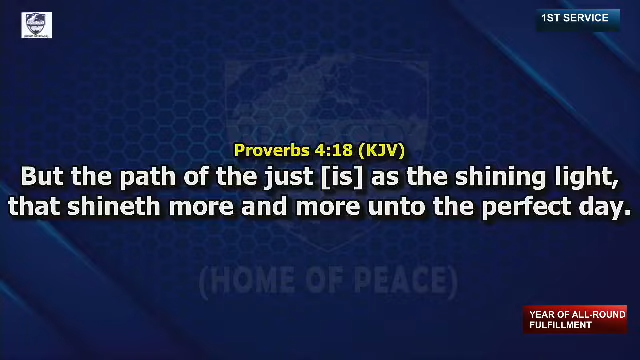 1ST SERVICE
Proverbs 4:18 (KJV)
But the path of the just [is] as the shining light,
that shineth more and more unto the perfect day.
(HOME OF PEACE)
YEAR OF ALL-ROUND
FULFILLMENT